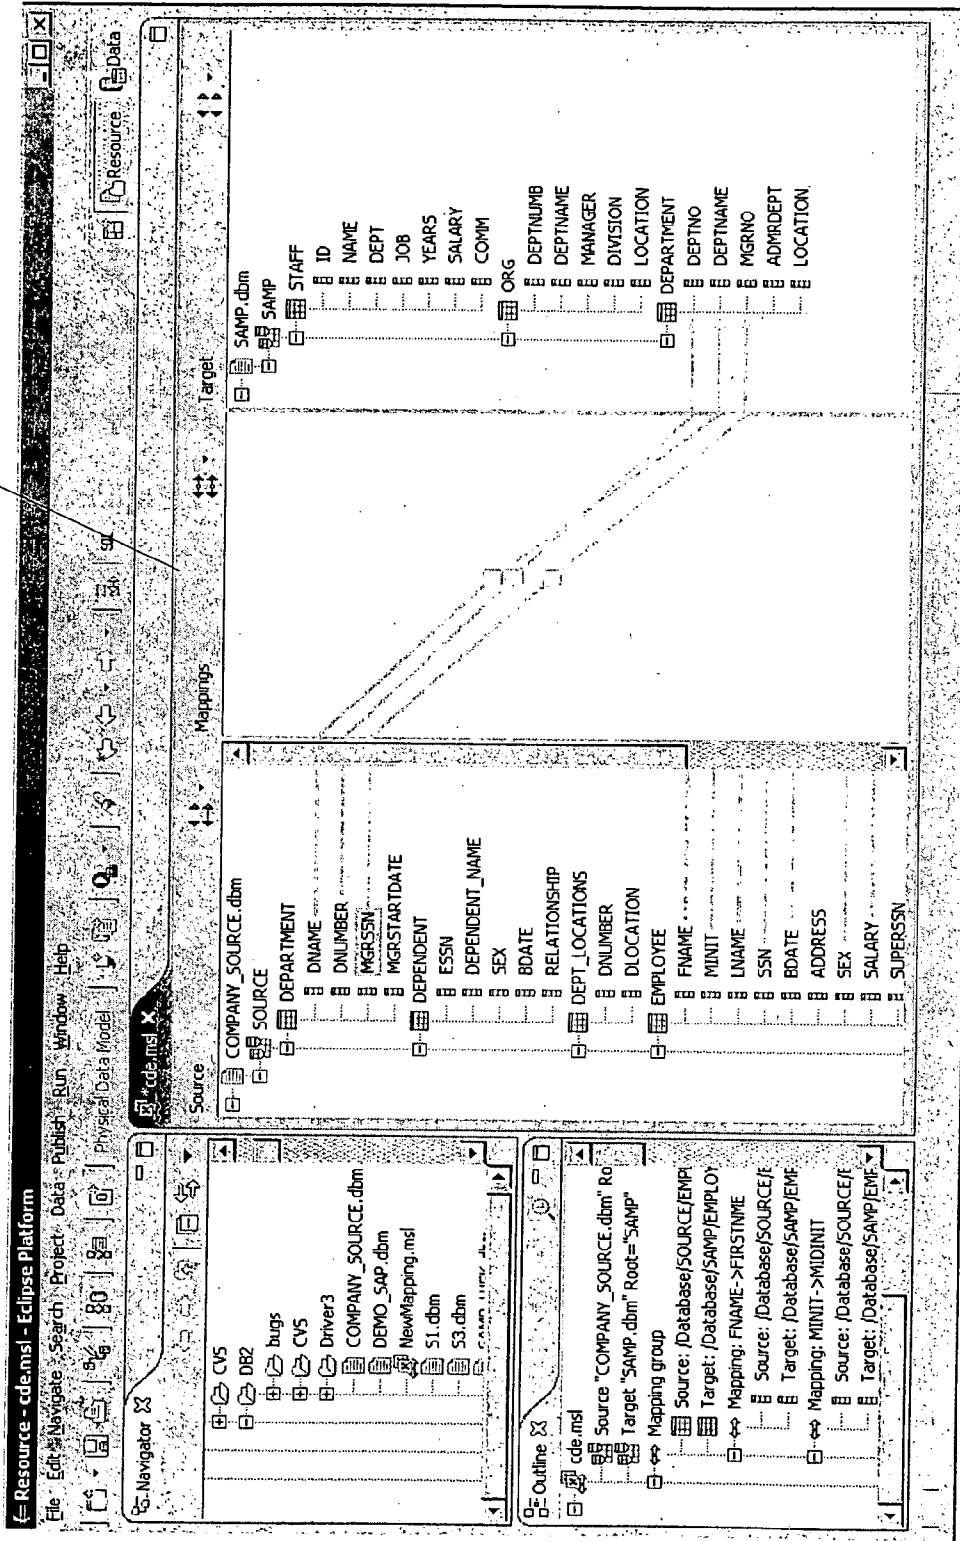 Resource - cde.msl - Eclipse Platform
File Edit Navigate Search Project Data Publish Run Window Help
Physical Data Model
Resource
Data
Navigator
CVS
DB2
bugs
CVS
Driver3
COMPANY_SOURCE.dbm
DEMO_SAP.dbm
NewMapping.msl
S1.dbm
S3.dbm
Outline
cde.msl
Source "COMPANY_SOURCE.dbm" Ro
Target "SAMP.dbm" Root="SAMP"
Mapping group
Source: /Database/SOURCE/EMPL
Target: /Database/SAMP/EMPLOY
Mapping: FNAME->FIRSTNME
Source: /Database/SOURCE/E
Target: /Database/SAMP/EMF
Mapping: MINIT->MIDINIT
Source: /Database/SOURCE/E
Target: /Database/SAMP/EMF
*cde.msl
Source
COMPANY_SOURCE.dbm
SOURCE
DEPARTMENT
DNAME
DNUMBER
MGRSSN
MGRSTARTDATE
DEPENDENT
ESSN
DEPENDENT_NAME
SEX
BDATE
RELATIONSHIP
DEPT_LOCATIONS
DNUMBER
DLOCATION
EMPLOYEE
FNAME
MINIT
LNAME
SSN
BDATE
ADDRESS
SEX
SALARY
SUPERSSN
Mappings
Target
SAMP.dbm
SAMP
STAFF
ID
NAME
DEPT
JOB
YEARS
SALARY
COMM
ORG
DEPTNUMB
DEPTNAME
MANAGER
DIVISION
LOCATION
DEPARTMENT
DEPTNO
DEPTNAME
MGRNO
ADMRDEPT
LOCATION